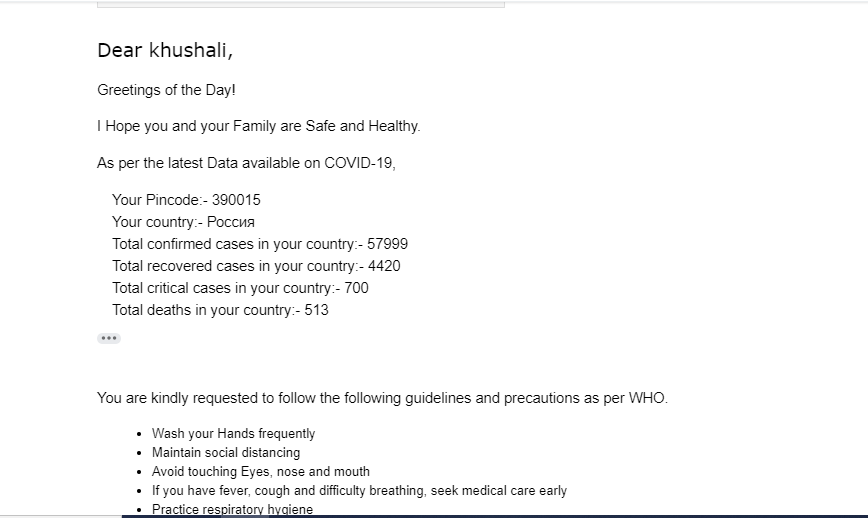 Dear khushali,
Greetings of the Day!
I Hope you and your Family are Safe and Healthy.
As per the latest Data available on COVID-19,
Your Pincode:- 390015
Your country:- Россия
Total confirmed cases in your country:- 57999
Total recovered cases in your country:- 4420
Total critical cases in your country:- 700
Total deaths in your country:- 513
You are kindly requested to follow the following guidelines and precautions as per WHO.
• Wash your Hands frequently
• Maintain social distancing
• Avoid touching Eyes, nose and mouth
• If you have fever, cough and difficulty breathing, seek medical care early
• Practice respiratory hygiene